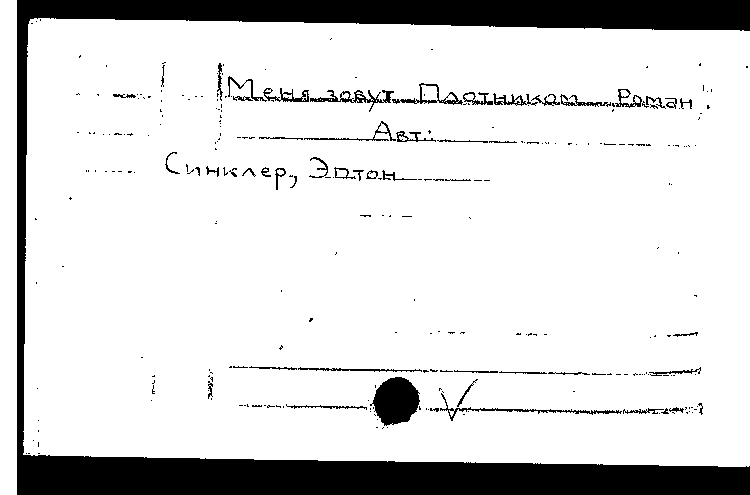 Меня зовут Плотником. Роман.
Авт.:
Синклер, Эптон